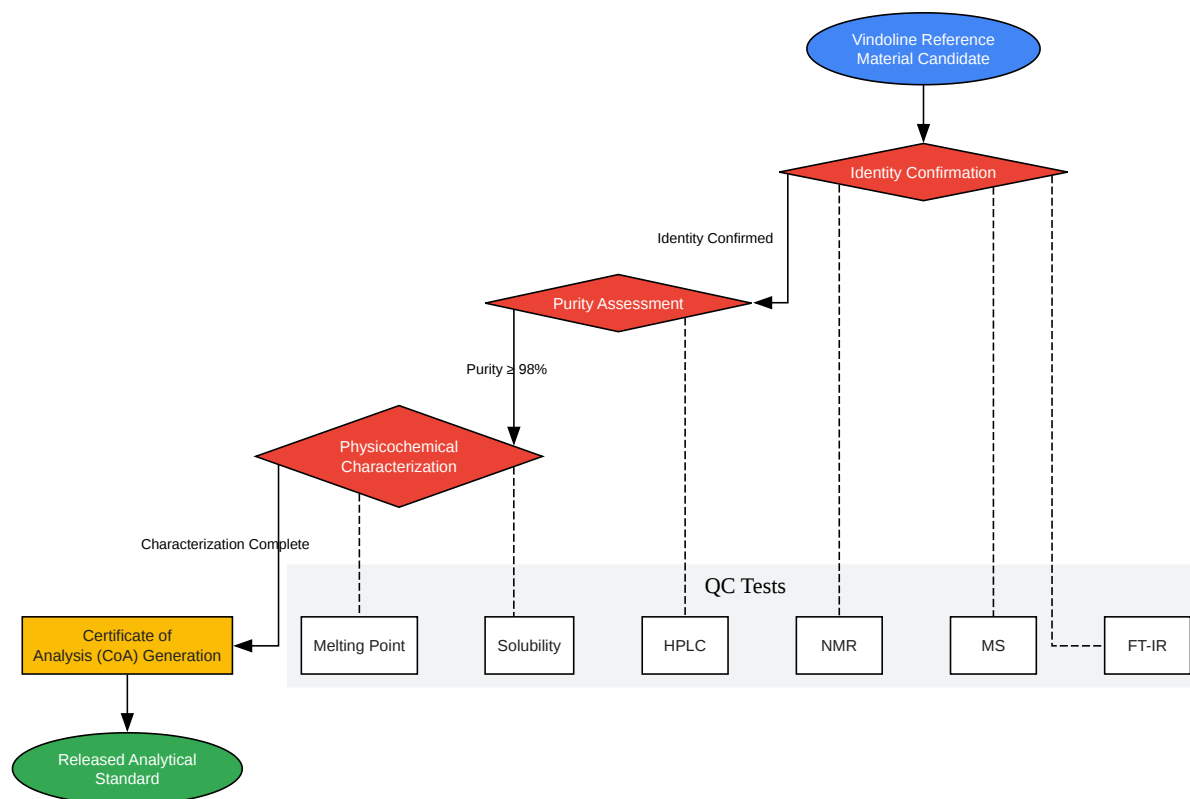 Vindoline Reference
Material Candidate
Identity Confirmation
Identity Confirmed
Purity Assessment
Purity ≥ 98%
Physicochemical
Characterization
Characterization Complete
QC Tests
Certificate of
Analysis (CoA) Generation
Melting Point
Solubility
HPLC
NMR
MS
FT-IR
Released Analytical
Standard